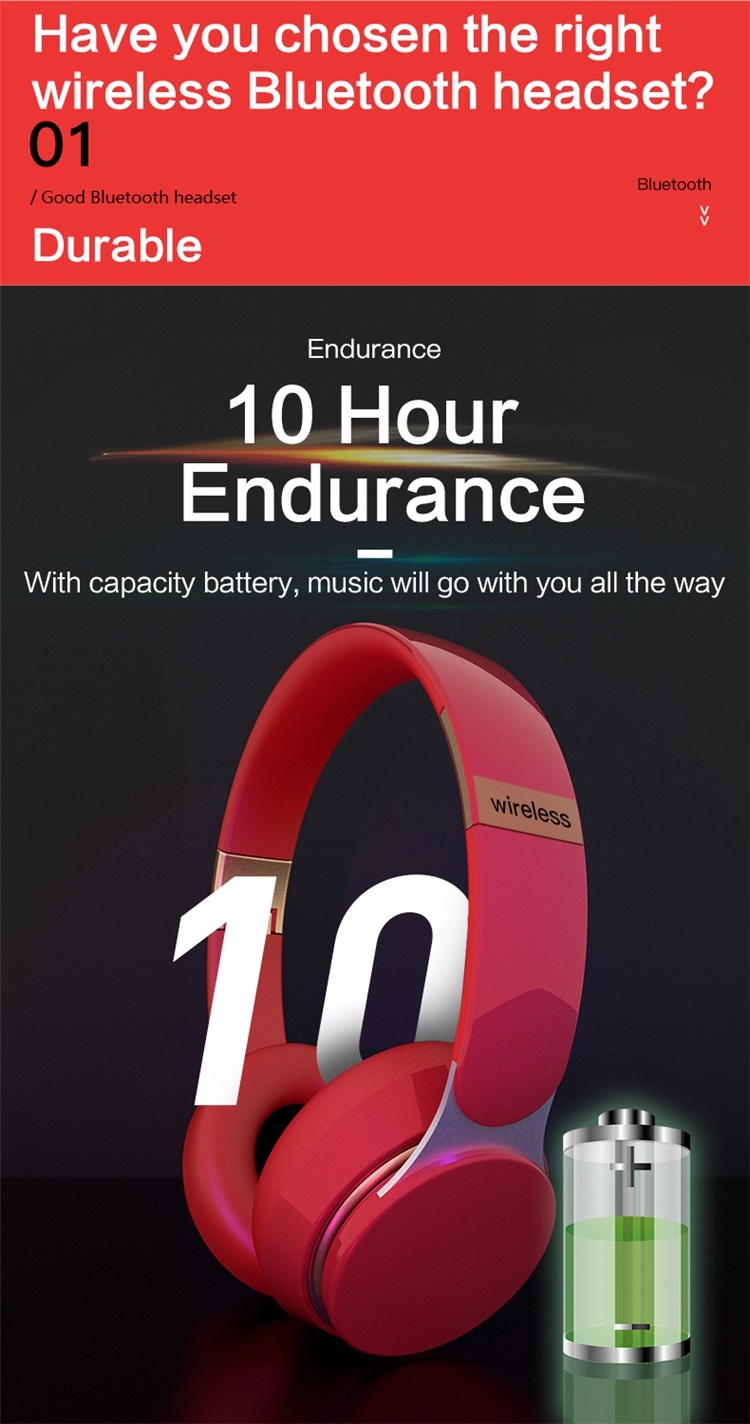 Have you chosen the right
wireless Bluetooth headset?
01
/ Good Bluetooth headset
Bluetooth
Durable
Endurance
10 Hour
Endurance
With capacity battery, music will go with you all the way
wireless
10